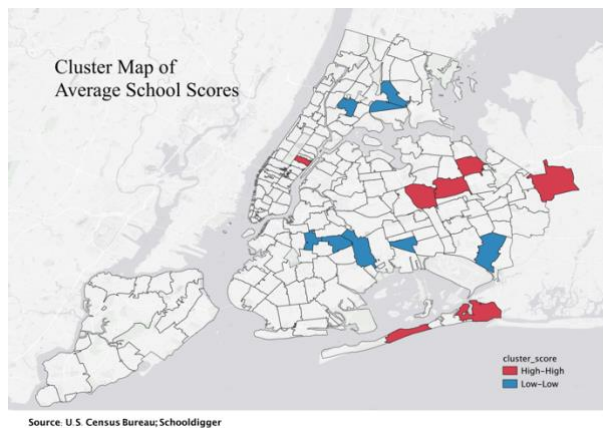 Cluster Map of
Average School Scores
cluster_score
High-High
Low-Low
Source: U.S. Census Bureau; Schooldigger